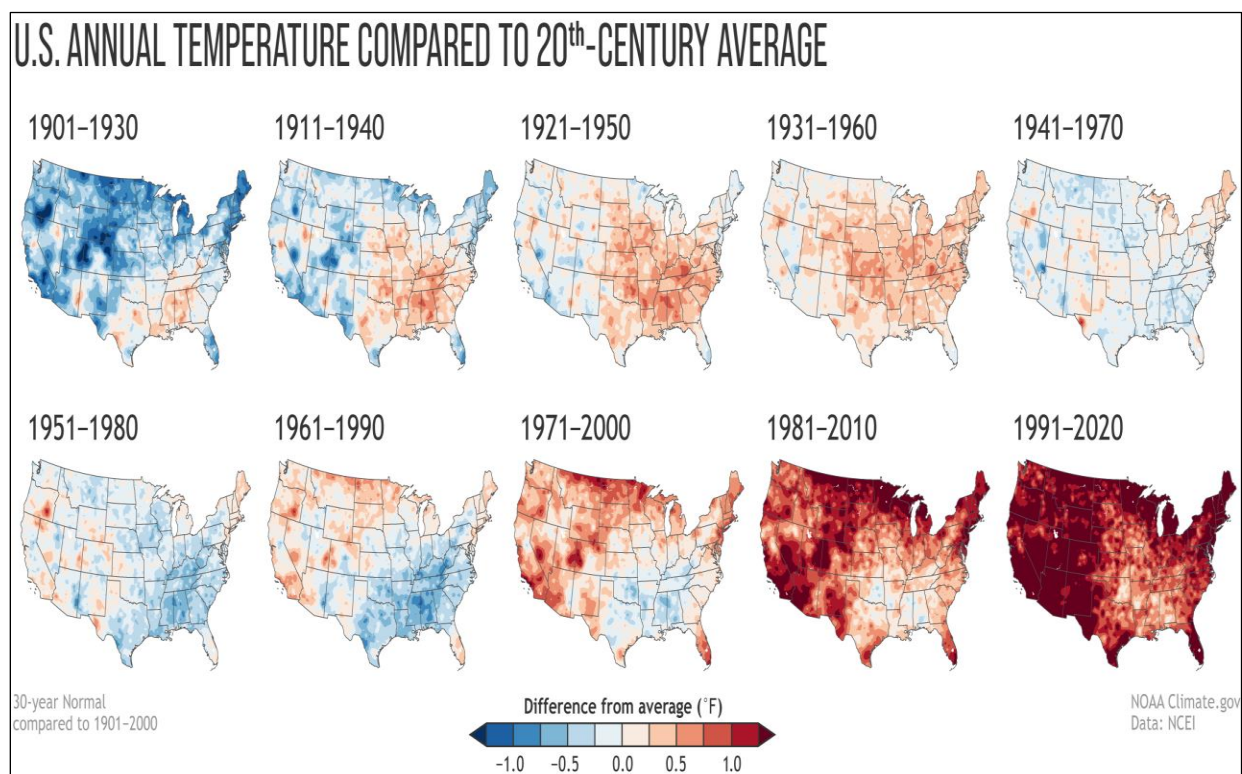 U.S. ANNUAL TEMPERATURE COMPARED TO 20th-CENTURY AVERAGE
1901–1930
1911–1940
1921–1950
1931–1960
1941–1970
1951–1980
1961–1990
1971–2000
1981–2010
1991–2020
30-year Normal
compared to 1901–2000
Difference from average (°F)
-1.0 -0.5 0.0 0.5 1.0
NOAA Climate.gov
Data: NCEI